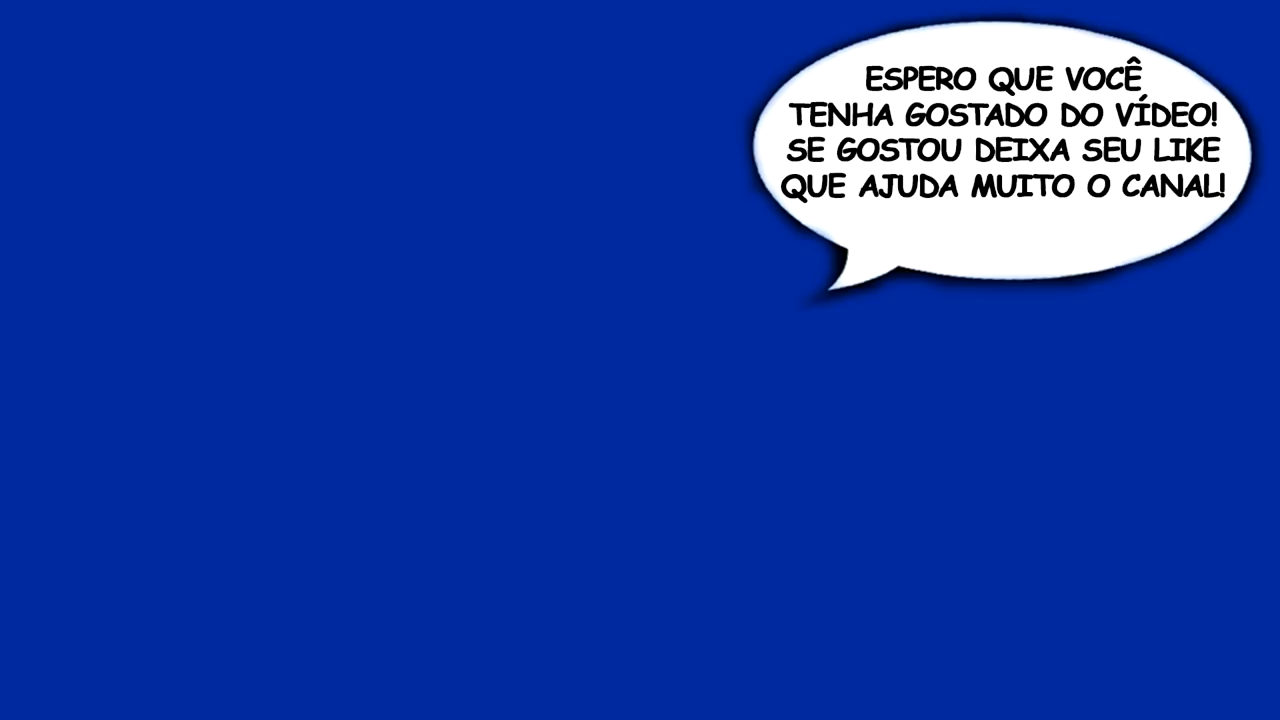 ESPERO QUE VOCÊ
TENHA GOSTADO DO VÍDEO!
SE GOSTOU DEIXA SEU LIKE
QUE AJUDA MUITO O CANAL!